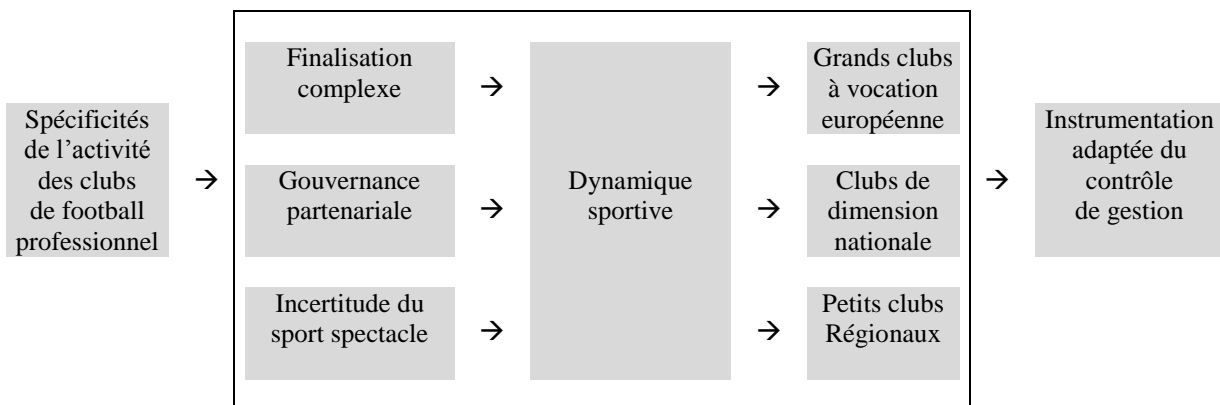 Spécificités
de l'activité
des clubs
de football
professionnel
→
Finalisation
complexe
→
Gouvernance
partenariale
→
Incertitude du
sport spectacle
→
Dynamique
sportive
→
Grands clubs
à vocation
européenne
→
Clubs de
dimension
nationale
→
Petits clubs
Régionaux
→
Instrumentation
adaptée du
contrôle
de gestion